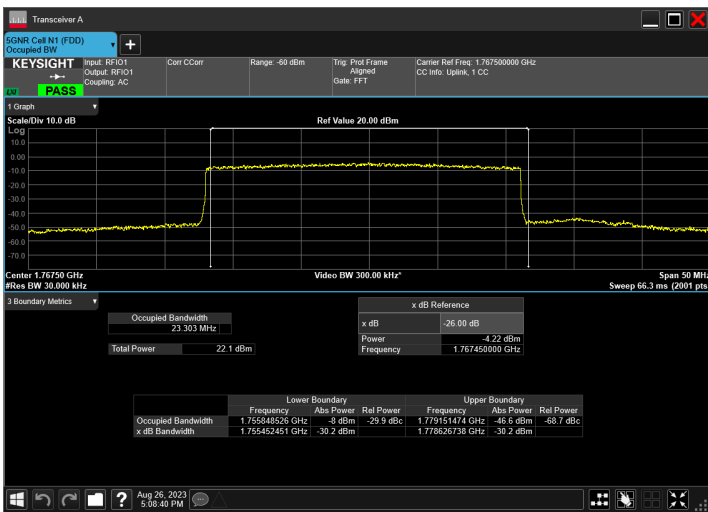 Transceiver A
5GNR Cell N1 (FDD)
Occupied BW
KEYSIGHT
PASS
Input: RFIO1
Output: RFIO1
Coupling: AC
Corr CCorr
Range: -60 dBm
Trig: Prot Frame
Aligned
Gate: FFT
Carrier Ref Freq: 1.767500000 GHz
CC Info: Uplink, 1 CC
1 Graph
Scale/Div 10.0 dB
Ref Value 20.00 dBm
Log
10.0
0.00
-10.0
-20.0
-30.0
-40.0
-50.0
-60.0
-70.0
Center 1.76750 GHz
Video BW 300.00 kHz*
Span 50 MHz
#Res BW 30.000 kHz
Sweep 66.3 ms (2001 pts
3 Boundary Metrics
Occupied Bandwidth
23.303 MHz
Total Power 22.1 dBm
x dB Reference
x dB -26.00 dB
Power -4.22 dBm
Frequency 1.767450000 GHz
Lower Boundary Upper Boundary
Frequency Abs Power Rel Power Frequency Abs Power Rel Power
Occupied Bandwidth 1.755848526 GHz -8 dBm -29.9 dBc 1.779151474 GHz -46.6 dBm -68.7 dBc
x dB Bandwidth 1.755452451 GHz -30.2 dBm 1.778626738 GHz -30.2 dBm
?
Aug 26, 2023
5:08:40 PM